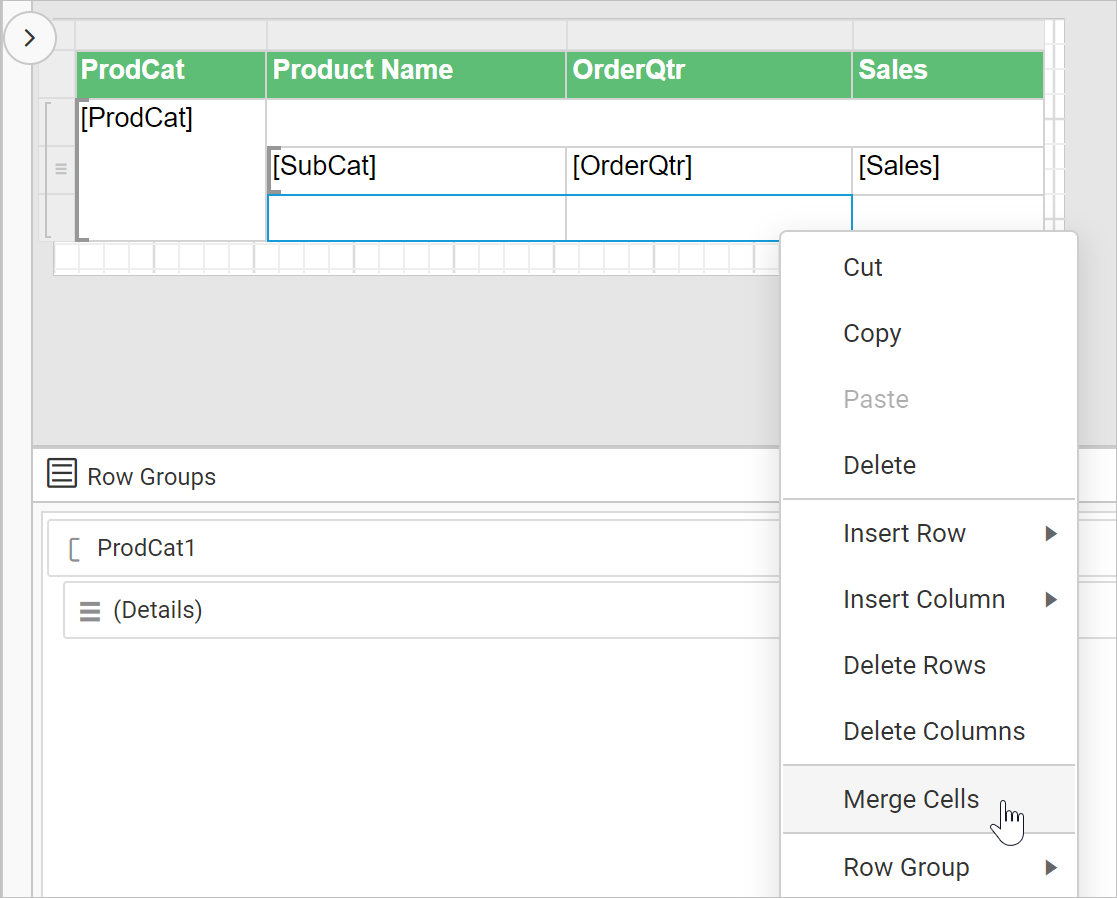 ProdCat Product Name OrderQtr Sales
[ProdCat]
[SubCat] [OrderQtr] [Sales]
Cut
Copy
Paste
Delete
Insert Row
Insert Column
Delete Rows
Delete Columns
Merge Cells
Row Group
Row Groups
ProdCat1
(Details)